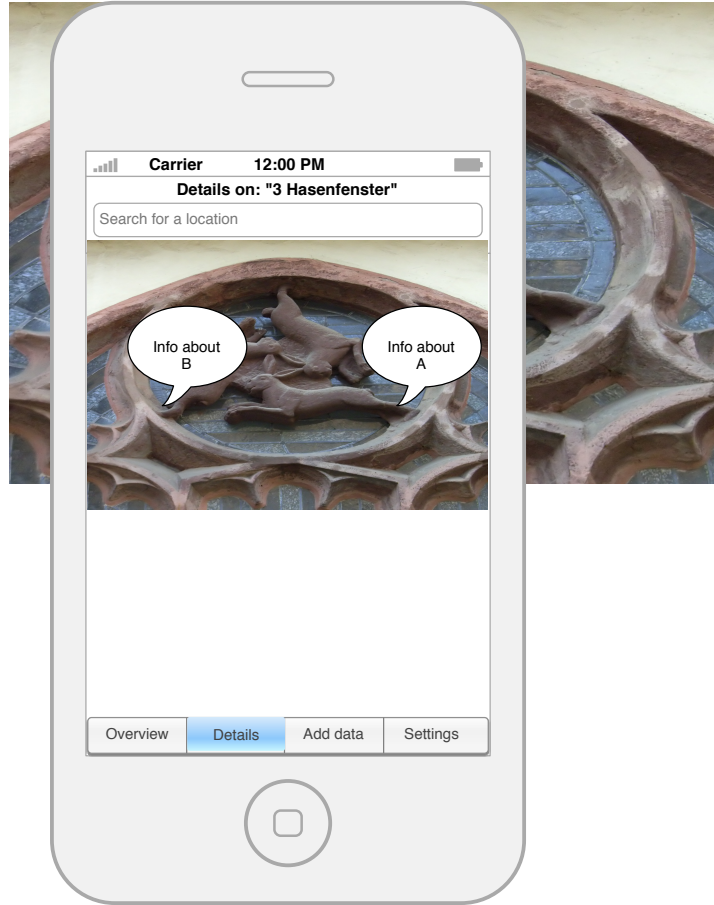 Carrier 12:00 PM
Details on: "3 Hasenfenster"
Search for a location
Info about
B
Info about
A
Overview Details Add data Settings